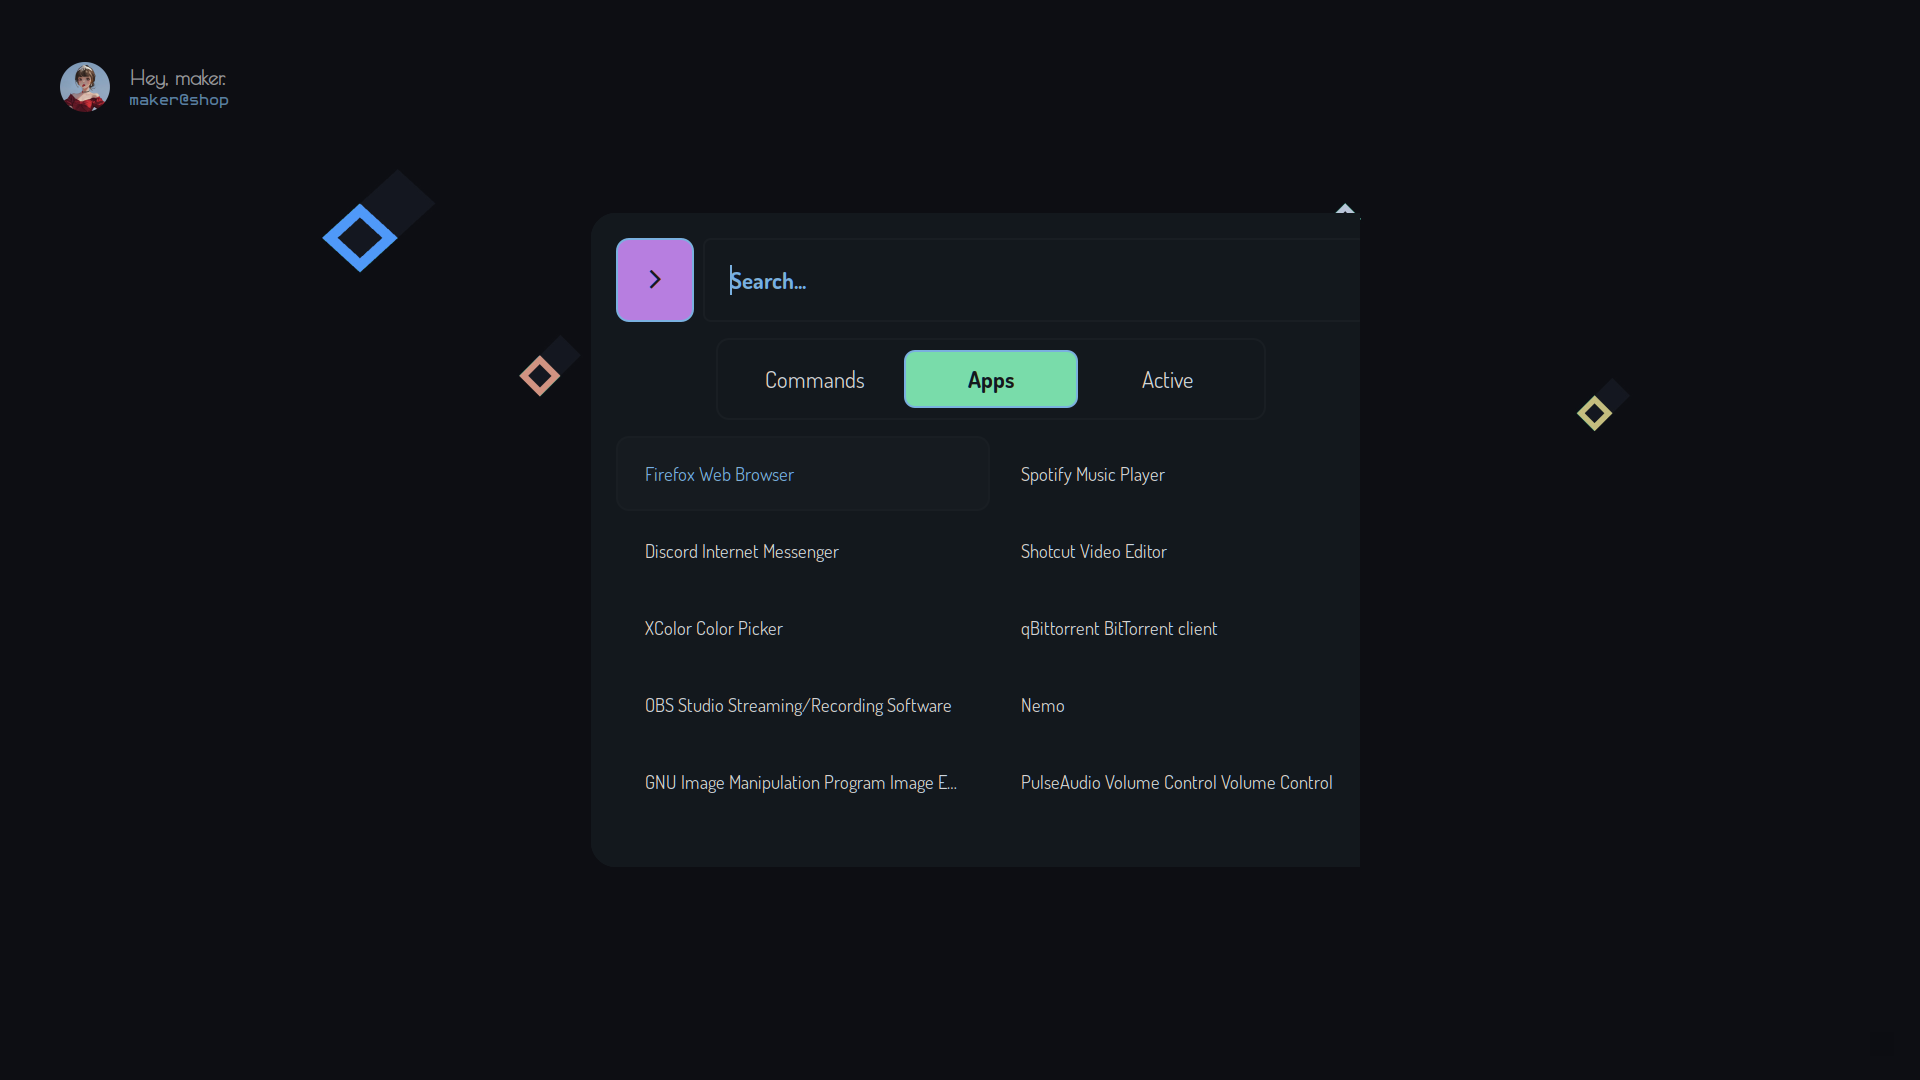 Hey, maker.
maker@shop
Search...
Commands
Apps
Active
Firefox Web Browser
Spotify Music Player
Discord Internet Messenger
Shotcut Video Editor
XColor Color Picker
qBittorrent BitTorrent client
OBS Studio Streaming/Recording Software
Nemo
GNU Image Manipulation Program Image E...
PulseAudio Volume Control Volume Control